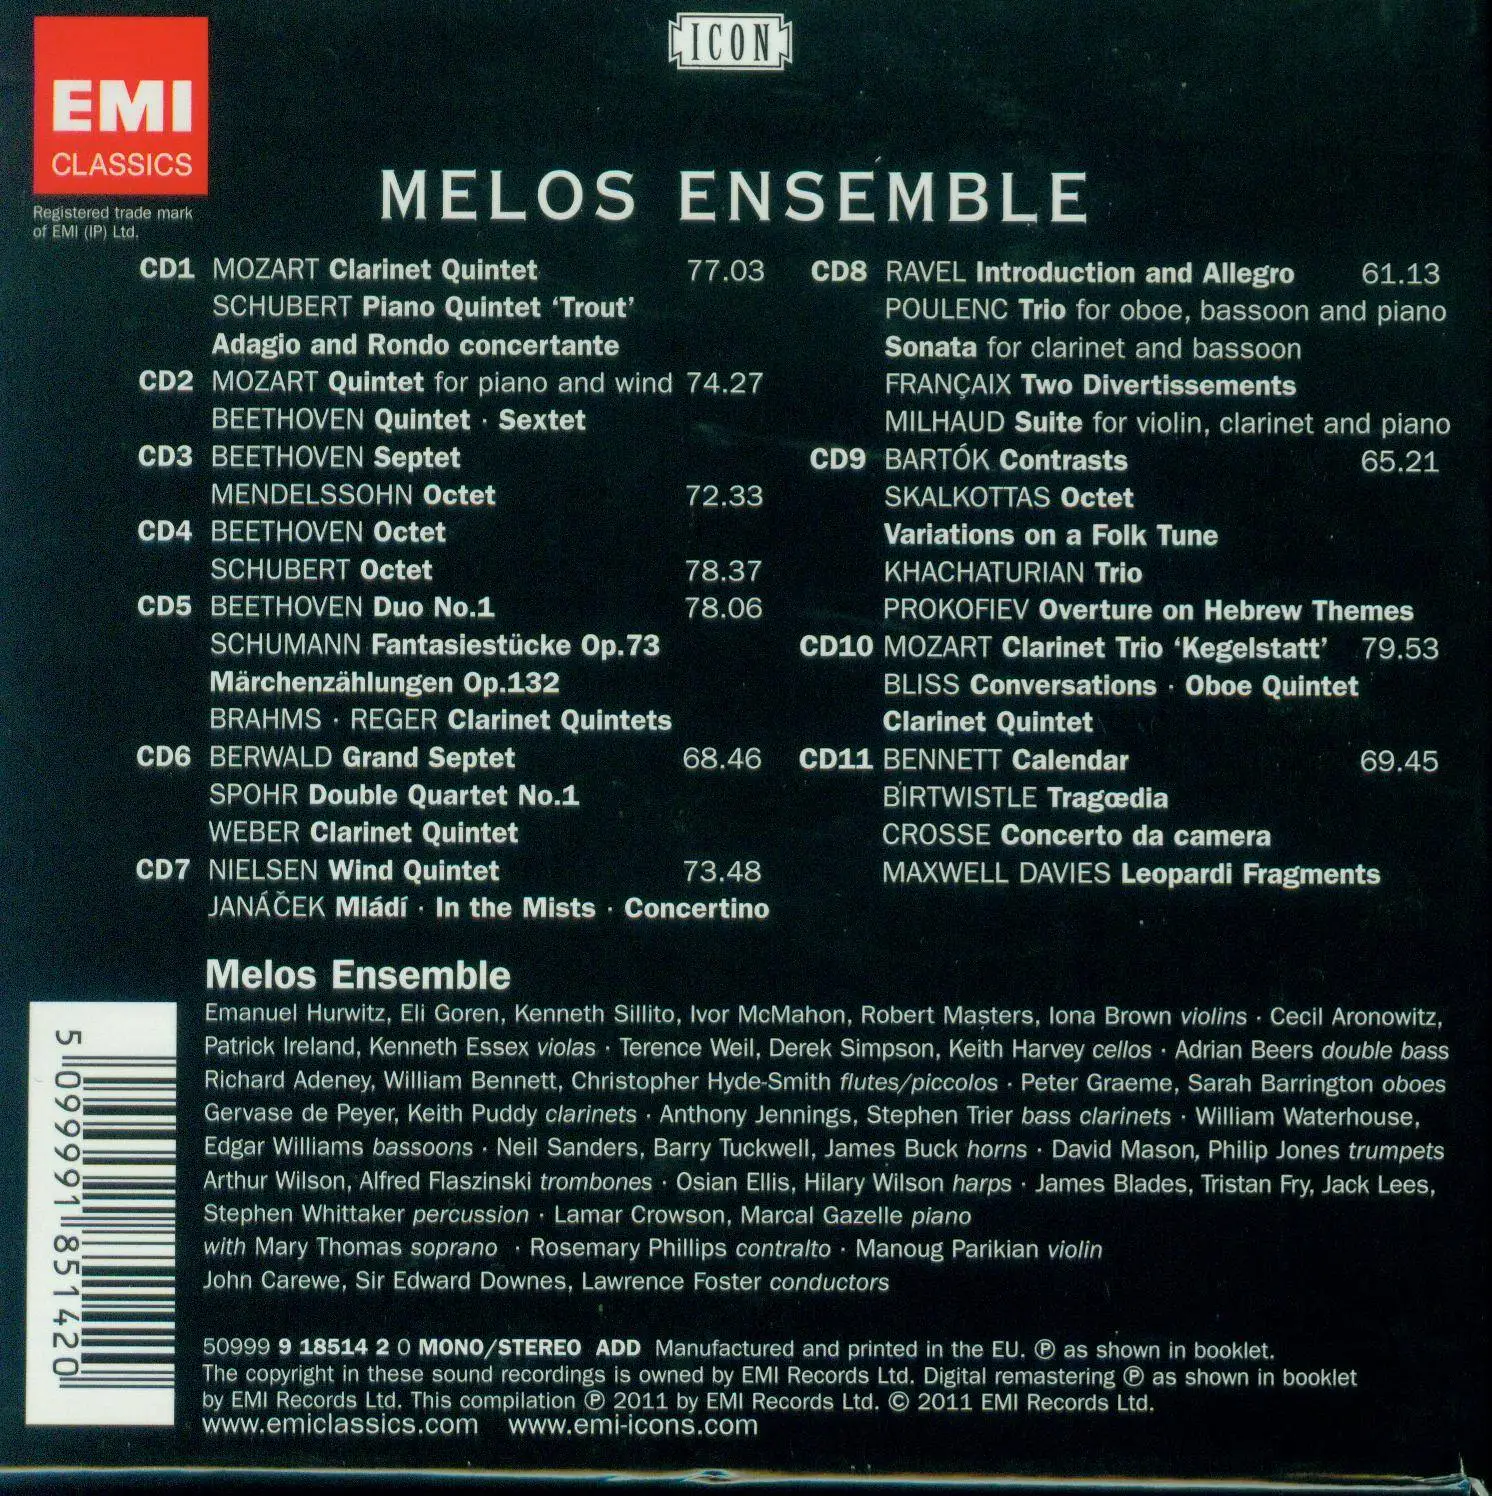 ICON
EMI
CLASSICS
Registered trade mark
of EMI (IP) Ltd.
MELOS ENSEMBLE
CD1 MOZART Clarinet Quintet 77.03
SCHUBERT Piano Quintet ‘Trout’
Adagio and Rondo concertante
CD2 MOZART Quintet for piano and wind 74.27
BEETHOVEN Quintet · Sextet
CD3 BEETHOVEN Septet
MENDELSSOHN Octet 72.33
CD4 BEETHOVEN Octet
SCHUBERT Octet 78.37
CD5 BEETHOVEN Duo No.1 78.06
SCHUMANN Fantasiestücke Op.73
Märchenzählungen Op.132
BRAHMS · REGER Clarinet Quintets
CD6 BERWALD Grand Septet 68.46
SPOHR Double Quartet No.1
WEBER Clarinet Quintet
CD7 NIELSEN Wind Quintet 73.48
JANÁČEK Mládí · In the Mists · Concertino
CD8 RAVEL Introduction and Allegro 61.13
POULENC Trio for oboe, bassoon and piano
Sonata for clarinet and bassoon
FRANÇAIX Two Divertissements
MILHAUD Suite for violin, clarinet and piano
CD9 BARTÓK Contrasts 65.21
SKALKOTTAS Octet
Variations on a Folk Tune
KHACHATURIAN Trio
PROKOFIEV Overture on Hebrew Themes
CD10 MOZART Clarinet Trio ‘Kegelstatt’ 79.53
BLISS Conversations · Oboe Quintet
Clarinet Quintet
CD11 BENNETT Calendar 69.45
BIRTWISTLE Tragœdia
CROSSE Concerto da camera
MAXWELL DAVIES Leopardi Fragments
Melos Ensemble
Emanuel Hurwitz, Eli Goren, Kenneth Sillito, Ivor McMahon, Robert Masters, Iona Brown violins · Cecil Aronowitz,
Patrick Ireland, Kenneth Essex violas · Terence Weil, Derek Simpson, Keith Harvey cellos · Adrian Beers double bass
Richard Adeney, William Bennett, Christopher Hyde-Smith flutes/piccolos · Peter Graeme, Sarah Barrington oboes
Gervase de Peyer, Keith Puddy clarinets · Anthony Jennings, Stephen Trier bass clarinets · William Waterhouse,
Edgar Williams bassoons · Neil Sanders, Barry Tuckwell, James Buck horns · David Mason, Philip Jones trumpets
Arthur Wilson, Alfred Flaszinski trombones · Osian Ellis, Hilary Wilson harps · James Blades, Tristan Fry, Jack Lees,
Stephen Whittaker percussion · Lamar Crowson, Marcal Gazelle piano
with Mary Thomas soprano · Rosemary Phillips contralto · Manoug Parikian violin
John Carewe, Sir Edward Downes, Lawrence Foster conductors
5 099991 851420
50999 9 18514 2 0 MONO/STEREO ADD Manufactured and printed in the EU. ℗ as shown in booklet.
The copyright in these sound recordings is owned by EMI Records Ltd. Digital remastering ℗ as shown in booklet
by EMI Records Ltd. This compilation ℗ 2011 by EMI Records Ltd. © 2011 EMI Records Ltd.
www.emiclassics.com www.emi-icons.com